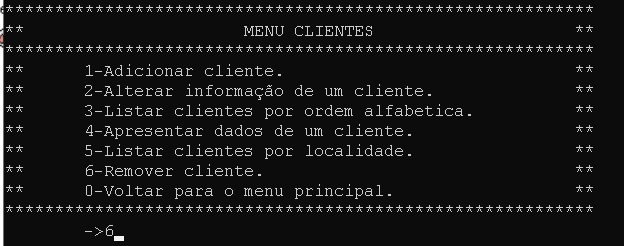 ************************************************************
** MENU CLIENTES **
************************************************************
** 1-Adicionar cliente. **
** 2-Alterar informação de um cliente. **
** 3-Listar clientes por ordem alfabetica. **
** 4-Apresentar dados de um cliente. **
** 5-Listar clientes por localidade. **
** 6-Remover cliente. **
** 0-Voltar para o menu principal. **
************************************************************
->6_